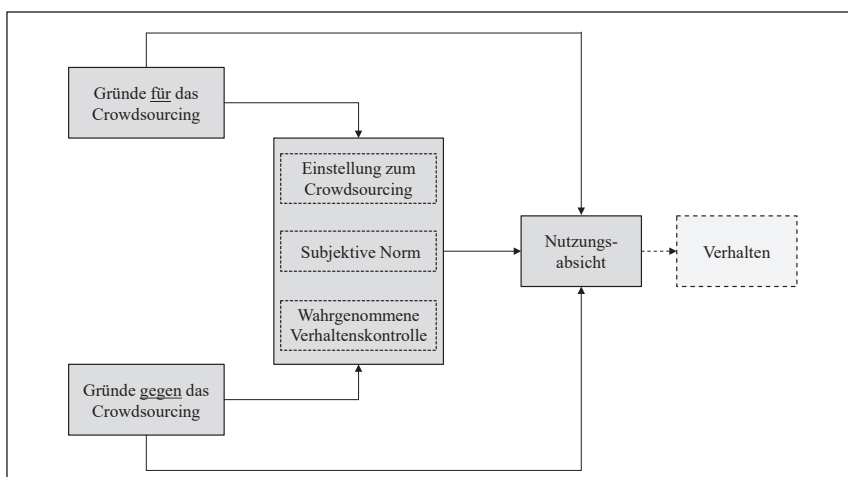 Gründe für das
Crowdsourcing
Einstellung zum
Crowdsourcing
Subjektive Norm
Wahrgenommene
Verhaltenskontrolle
Nutzungs-
absicht
Verhalten
Gründe gegen das
Crowdsourcing